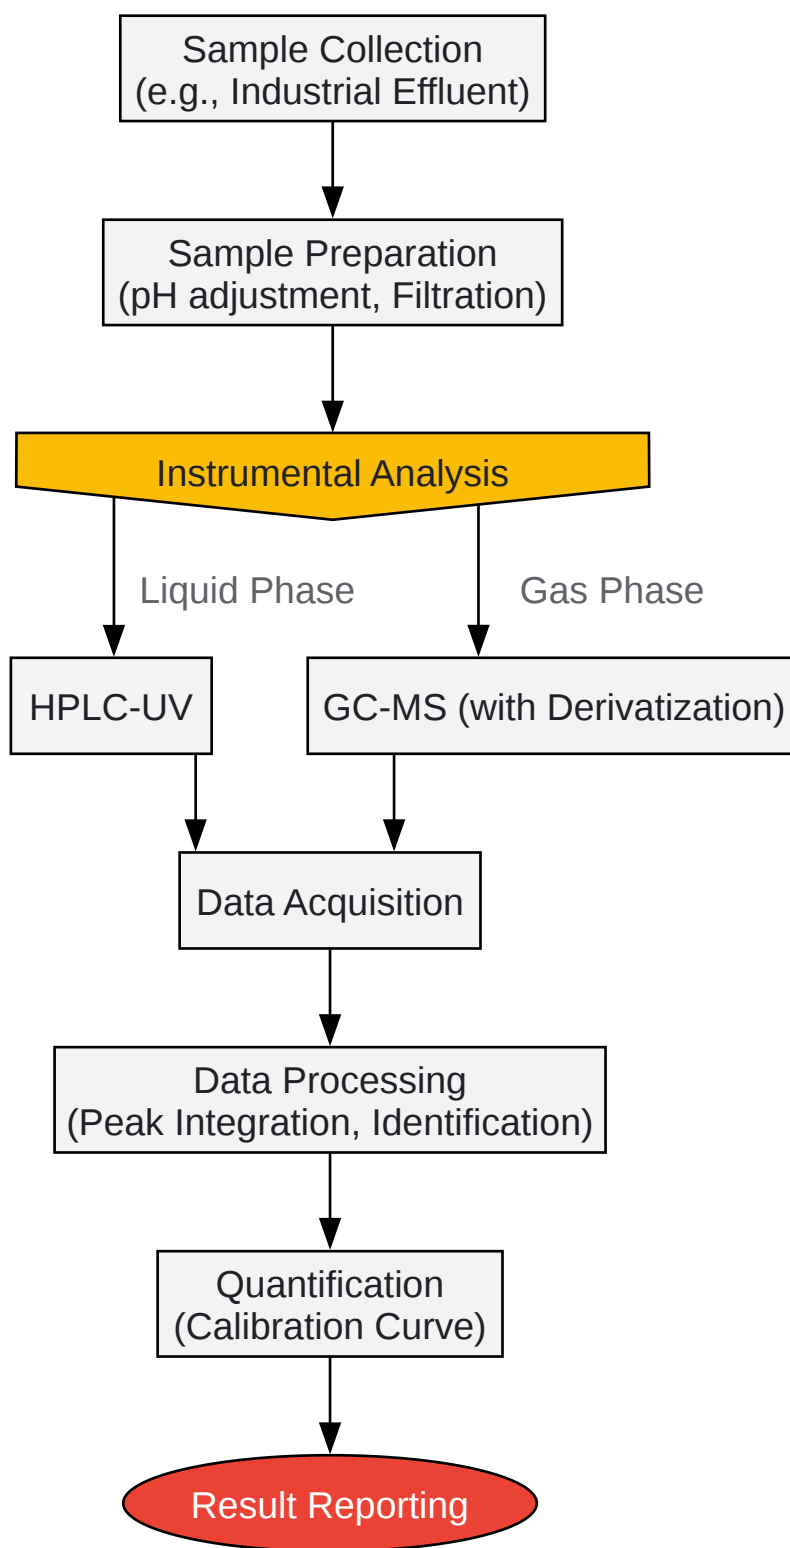 Sample Collection
(e.g., Industrial Effluent)
Sample Preparation
(pH adjustment, Filtration)
Instrumental Analysis
Liquid Phase
Gas Phase
HPLC-UV
GC-MS (with Derivatization)
Data Acquisition
Data Processing
(Peak Integration, Identification)
Quantification
(Calibration Curve)
Result Reporting